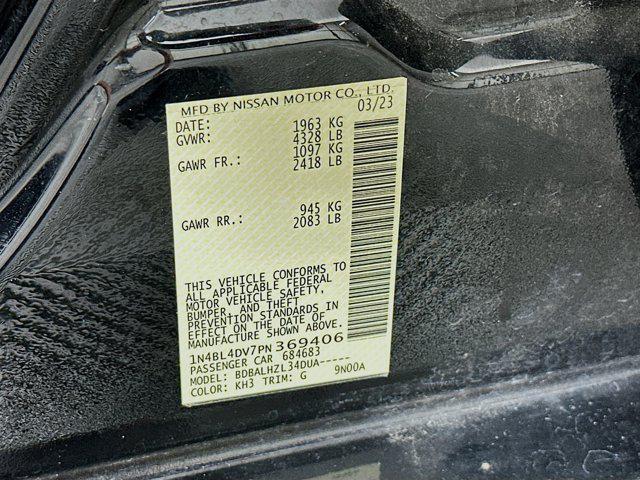 MFD BY NISSAN MOTOR CO., LTD.
DATE: 03/23
GVWR: 1963 KG
4328 LB
GAWR FR.: 1097 KG
2418 LB
GAWR RR.: 945 KG
2083 LB
THIS VEHICLE CONFORMS TO
ALL APPLICABLE FEDERAL
MOTOR VEHICLE SAFETY,
BUMPER, AND THEFT
PREVENTION STANDARDS IN
EFFECT ON THE DATE OF
MANUFACTURE SHOWN ABOVE.
1N4BL4DV7PN369406
PASSENGER CAR 684683
MODEL: BDBALHZL34DUA-----
COLOR: KH3 TRIM: G 9N00A